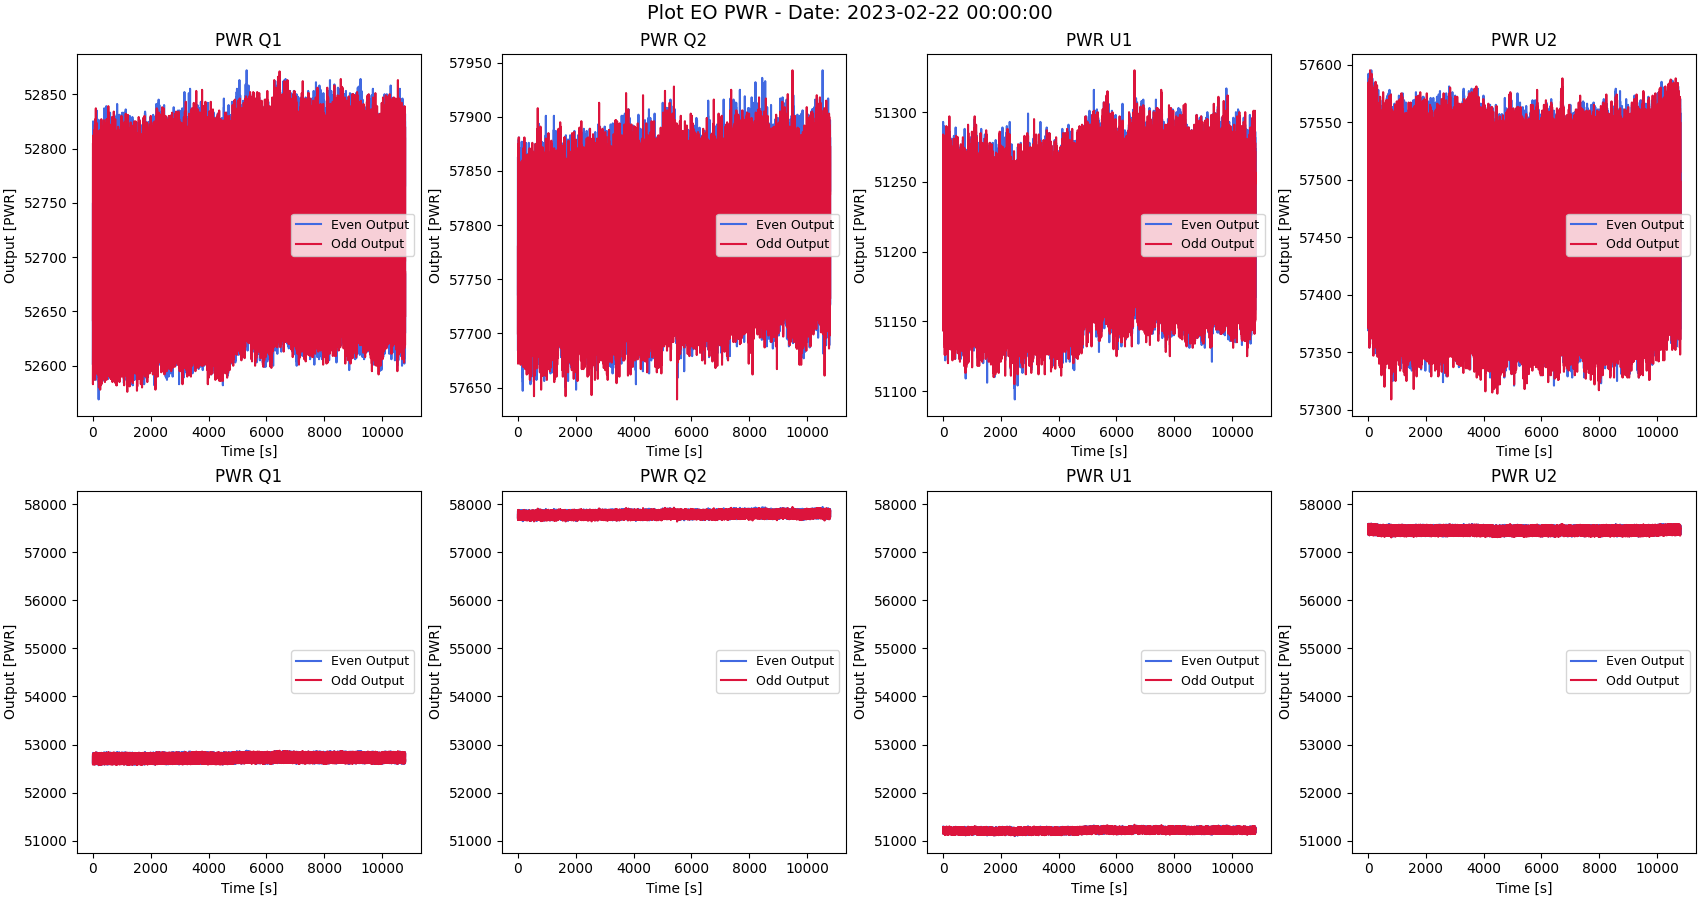 Plot EO PWR - Date: 2023-02-22 00:00:00
PWR Q1
Output [PWR]
52850
52800
52750
52700
52650
52600
0 2000 4000 6000 8000 10000
Time [s]
Even Output
Odd Output
PWR Q2
Output [PWR]
57950
57900
57850
57800
57750
57700
57650
0 2000 4000 6000 8000 10000
Time [s]
Even Output
Odd Output
PWR U1
Output [PWR]
51300
51250
51200
51150
51100
0 2000 4000 6000 8000 10000
Time [s]
Even Output
Odd Output
PWR U2
Output [PWR]
57600
57550
57500
57450
57400
57350
57300
0 2000 4000 6000 8000 10000
Time [s]
Even Output
Odd Output
PWR Q1
Output [PWR]
58000
57000
56000
55000
54000
53000
52000
51000
0 2000 4000 6000 8000 10000
Time [s]
Even Output
Odd Output
PWR Q2
Output [PWR]
58000
57000
56000
55000
54000
53000
52000
51000
0 2000 4000 6000 8000 10000
Time [s]
Even Output
Odd Output
PWR U1
Output [PWR]
58000
57000
56000
55000
54000
53000
52000
51000
0 2000 4000 6000 8000 10000
Time [s]
Even Output
Odd Output
PWR U2
Output [PWR]
58000
57000
56000
55000
54000
53000
52000
51000
0 2000 4000 6000 8000 10000
Time [s]
Even Output
Odd Output